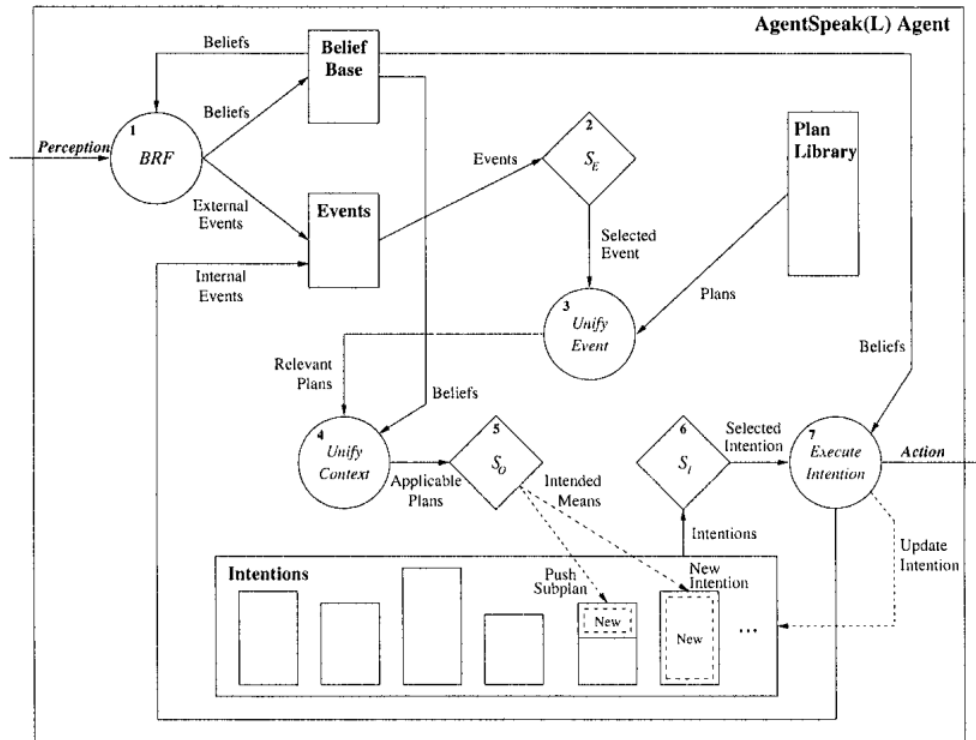 AgentSpeak(L) Agent
Beliefs
Belief
Base
1
BRF
Perception
Beliefs
2
S_E
Plan
Library
Events
External
Events
Events
Selected
Event
Internal
Events
3
Unify
Event
Plans
Relevant
Plans
Beliefs
Beliefs
4
Unify
Context
Applicable
Plans
5
S_O
Intended
Means
6
S_I
Selected
Intention
7
Execute
Intention
Action
Intentions
Update
Intention
Intentions
Push
Subplan
New
Intention
New
New
...